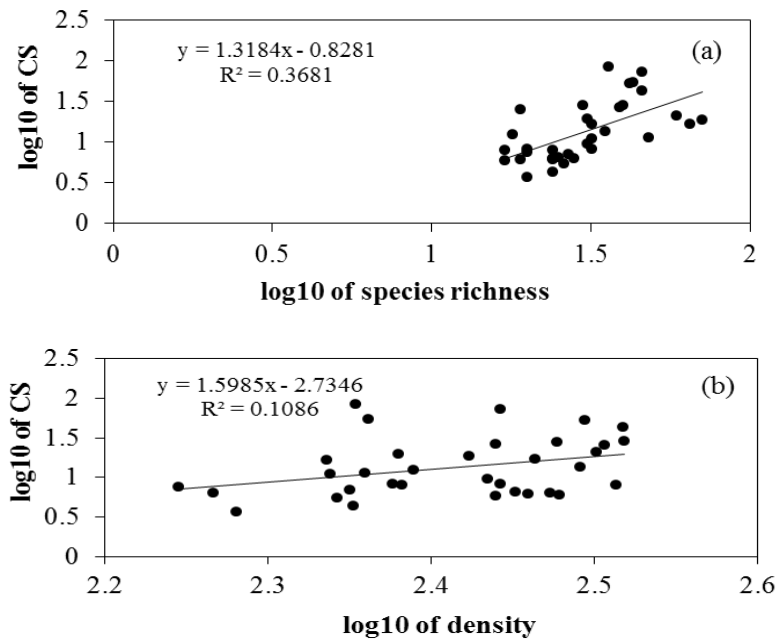 2.5
y = 1.3184x - 0.8281
R² = 0.3681
(a)
2
1.5
1
0.5
0
log10 of CS
0 0.5 1 1.5 2
log10 of species richness
2.5
y = 1.5985x - 2.7346
R² = 0.1086
(b)
2
1.5
1
0.5
0
log10 of CS
2.2 2.3 2.4 2.5 2.6
log10 of density